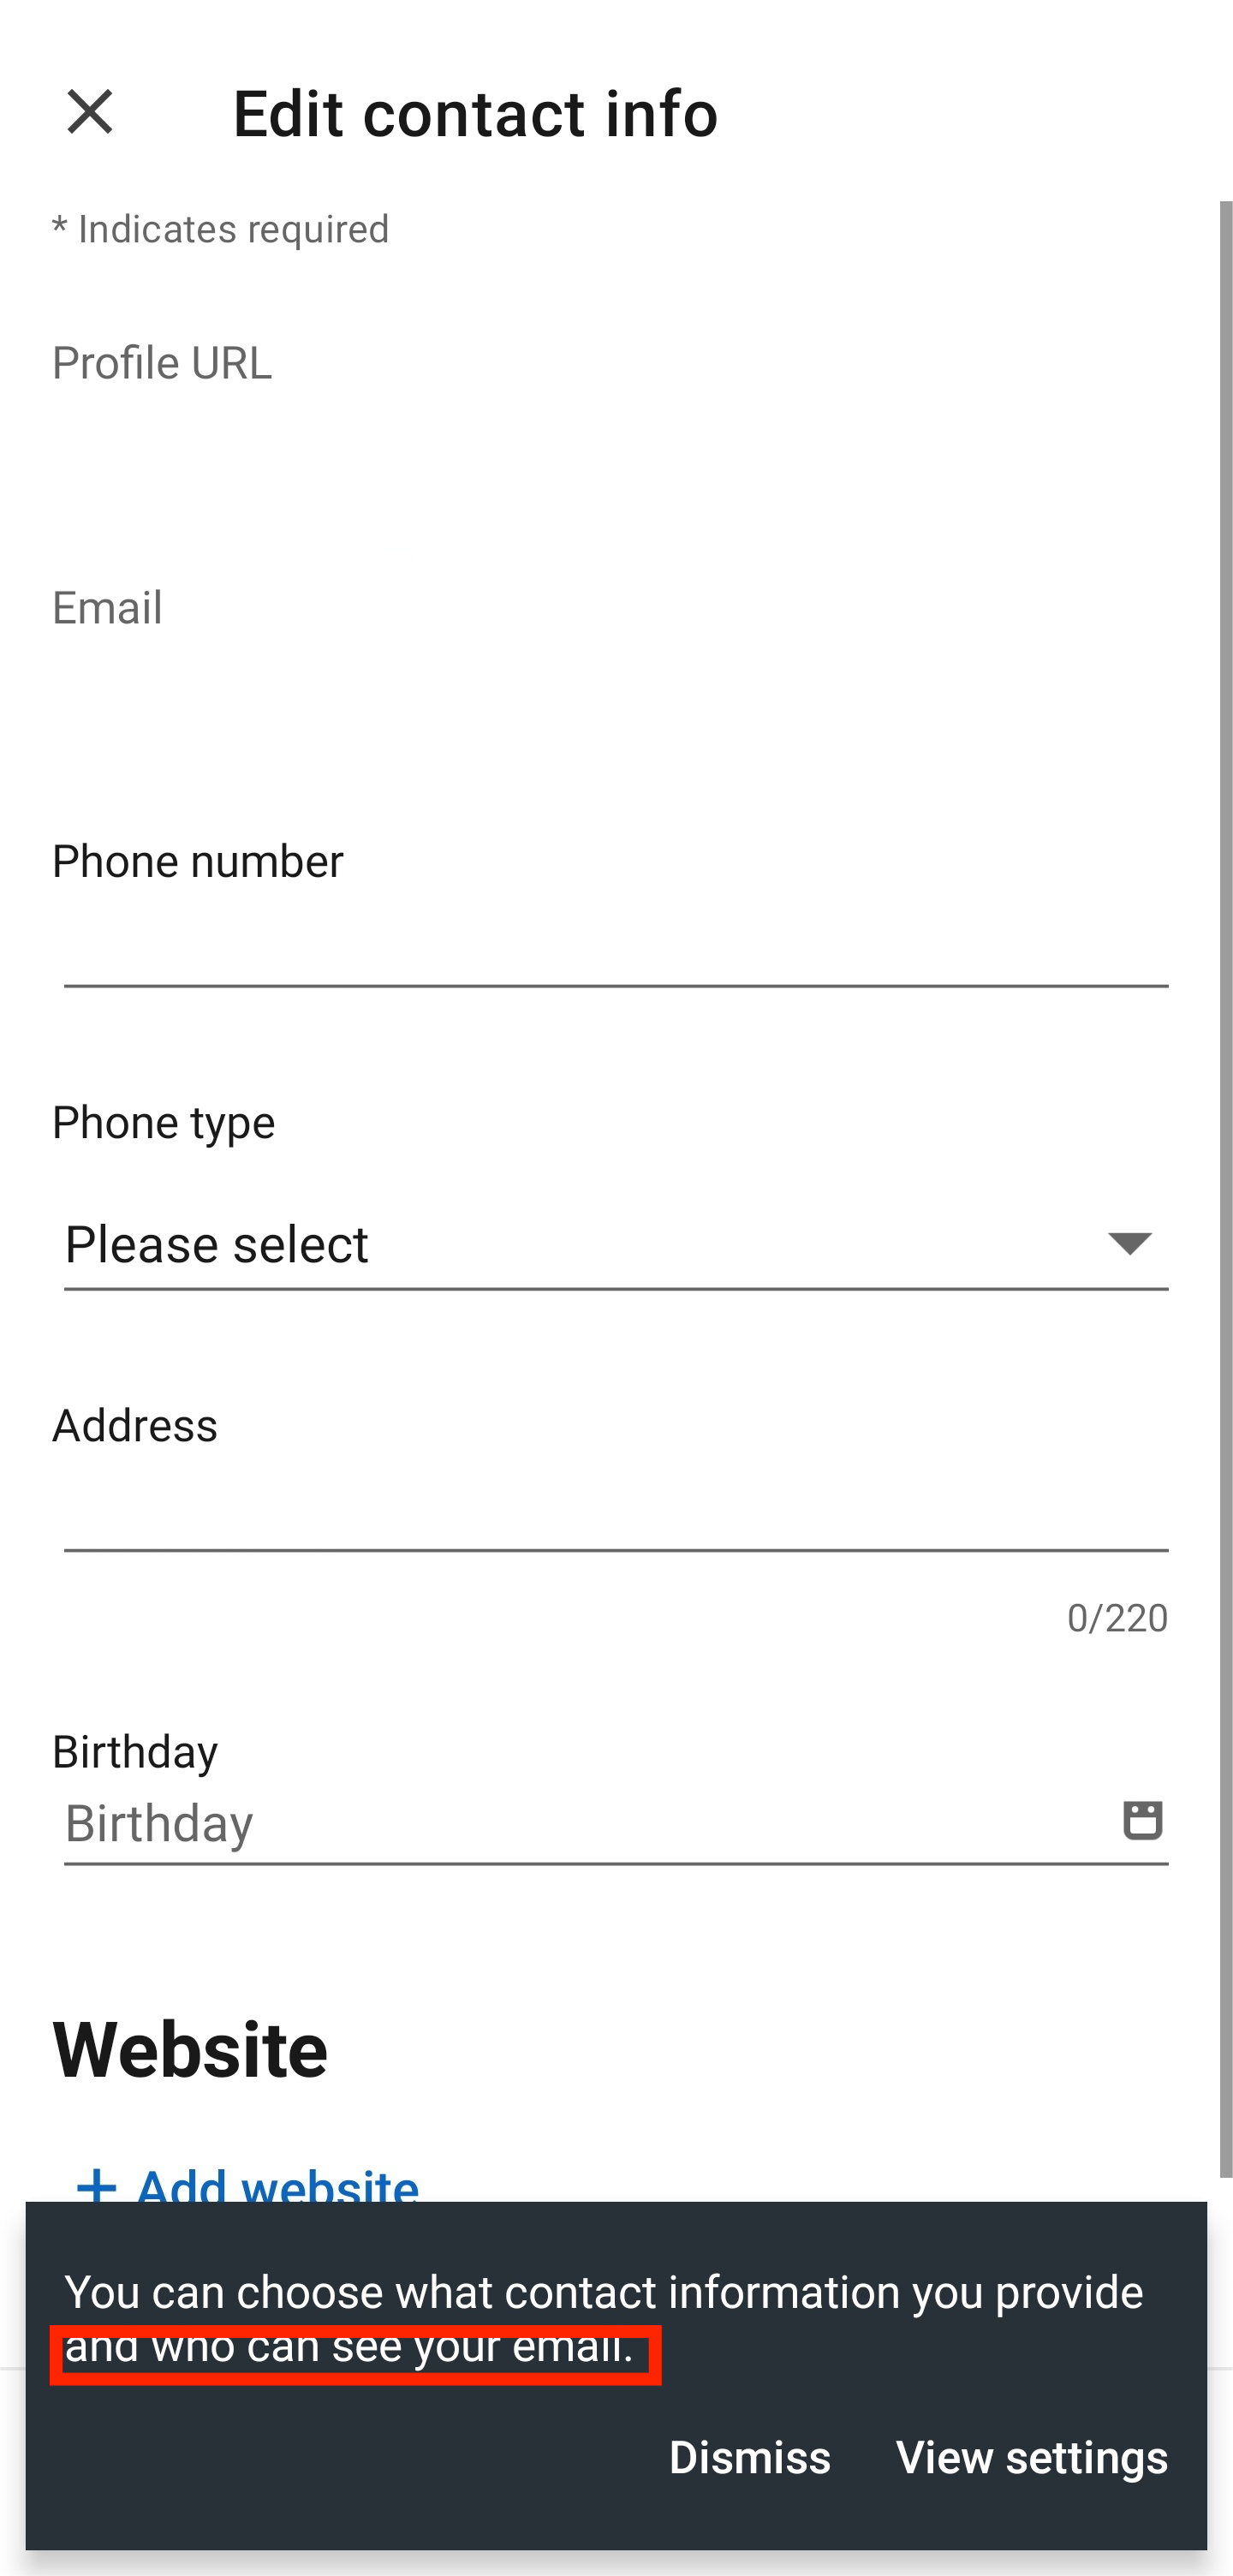 Edit contact info
* Indicates required
Profile URL
Email
Phone number
Phone type
Please select
Address
0/220
Birthday
Birthday
Website
+ Add website
You can choose what contact information you provide
and who can see your email.
Dismiss View settings